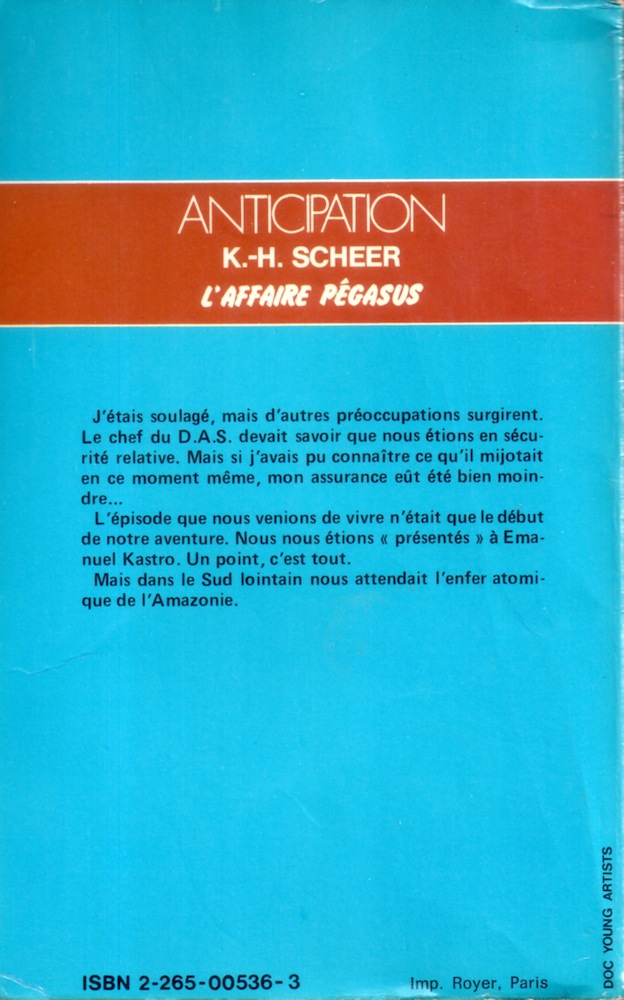 ANTICIPATION
K.-H. SCHEER
L'AFFAIRE PÉGASUS
J'étais soulagé, mais d'autres préoccupations surgirent.
Le chef du D.A.S. devait savoir que nous étions en sécu-
rité relative. Mais si j'avais pu connaître ce qu'il mijotait
en ce moment même, mon assurance eût été bien moin-
dre...
L'épisode que nous venions de vivre n'était que le début
de notre aventure. Nous nous étions « présentés » à Ema-
nuel Kastro. Un point, c'est tout.
Mais dans le Sud lointain nous attendait l'enfer atomi-
que de l'Amazonie.
DOC YOUNG ARTISTS
ISBN 2-265-00536-3
Imp. Royer, Paris